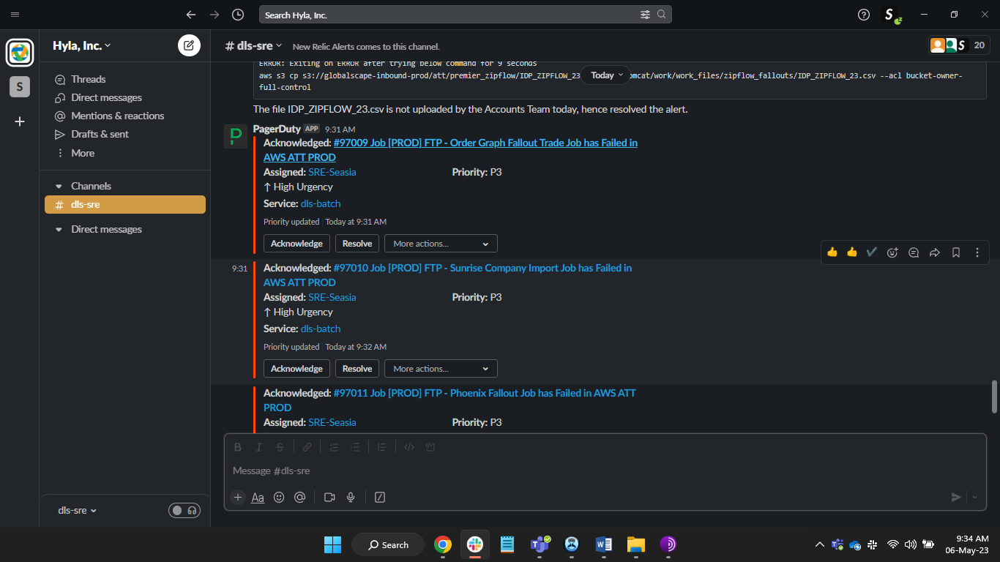 Search Hyla, Inc.
Hyla, Inc.
# dls-sre
New Relic Alerts comes to this channel.
20
S
Threads
Direct messages
Mentions & reactions
Drafts & sent
More
Channels
# dls-sre
Direct messages
ERROR: Exiting on ERROR after trying below command for 9 seconds
Today
aws s3 cp s3://globalscape-inbound-prod/att/premier_zipflow/IDP_ZIPFLOW_23 omcat/work/work_files/zipflow_fallouts/IDP_ZIPFLOW_23.csv --acl bucket-owner-
full-control
The file IDP_ZIPFLOW_23.csv is not uploaded by the Accounts Team today, hence resolved the alert.
PagerDuty APP 9:31 AM
Acknowledged: #97009 Job [PROD] FTP - Order Graph Fallout Trade Job has Failed in
AWS ATT PROD
Assigned: SRE-Seasia Priority: P3
↑ High Urgency
Service: dls-batch
Priority updated Today at 9:31 AM
Acknowledge Resolve More actions...
9:31 Acknowledged: #97010 Job [PROD] FTP - Sunrise Company Import Job has Failed in
AWS ATT PROD
Assigned: SRE-Seasia Priority: P3
↑ High Urgency
Service: dls-batch
Priority updated Today at 9:32 AM
Acknowledge Resolve More actions...
Acknowledged: #97011 Job [PROD] FTP - Phoenix Fallout Job has Failed in AWS ATT
PROD
Assigned: SRE-Seasia Priority: P3
Message #dls-sre
Aa
dls-sre
Search
9:34 AM
06-May-23